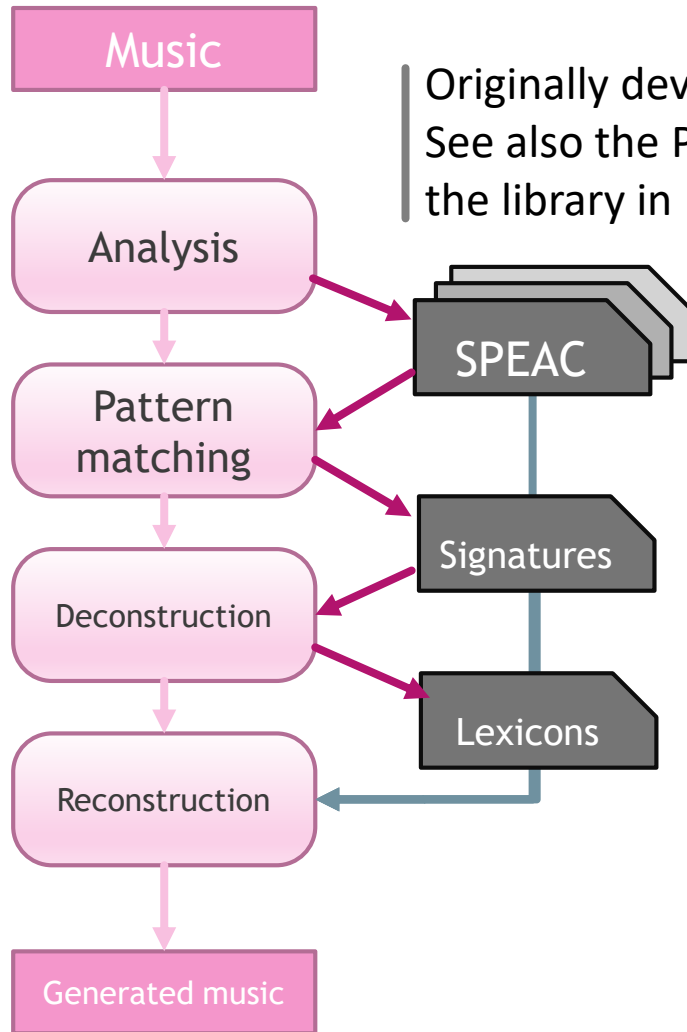 Music
Originally dev
See also the P
the library in
Analysis
SPEAC
Pattern
matching
Signatures
Deconstruction
Lexicons
Reconstruction
Generated music